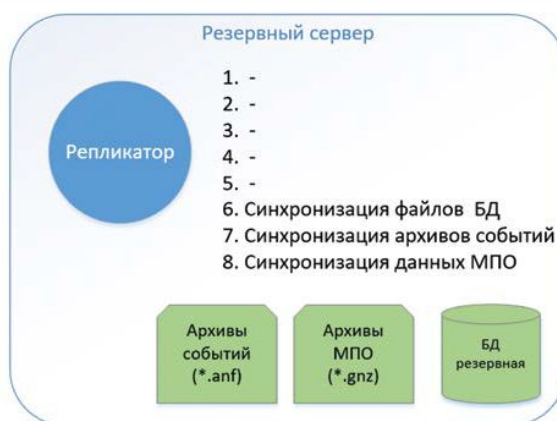 Резервный сервер
Репликатор
1. -
2. -
3. -
4. -
5. -
6. Синхронизация файлов БД
7. Синхронизация архивов событий
8. Синхронизация данных МПО
Архивы
событий
(*.anf)
Архивы
МПО
(*.gnz)
БД
резервная